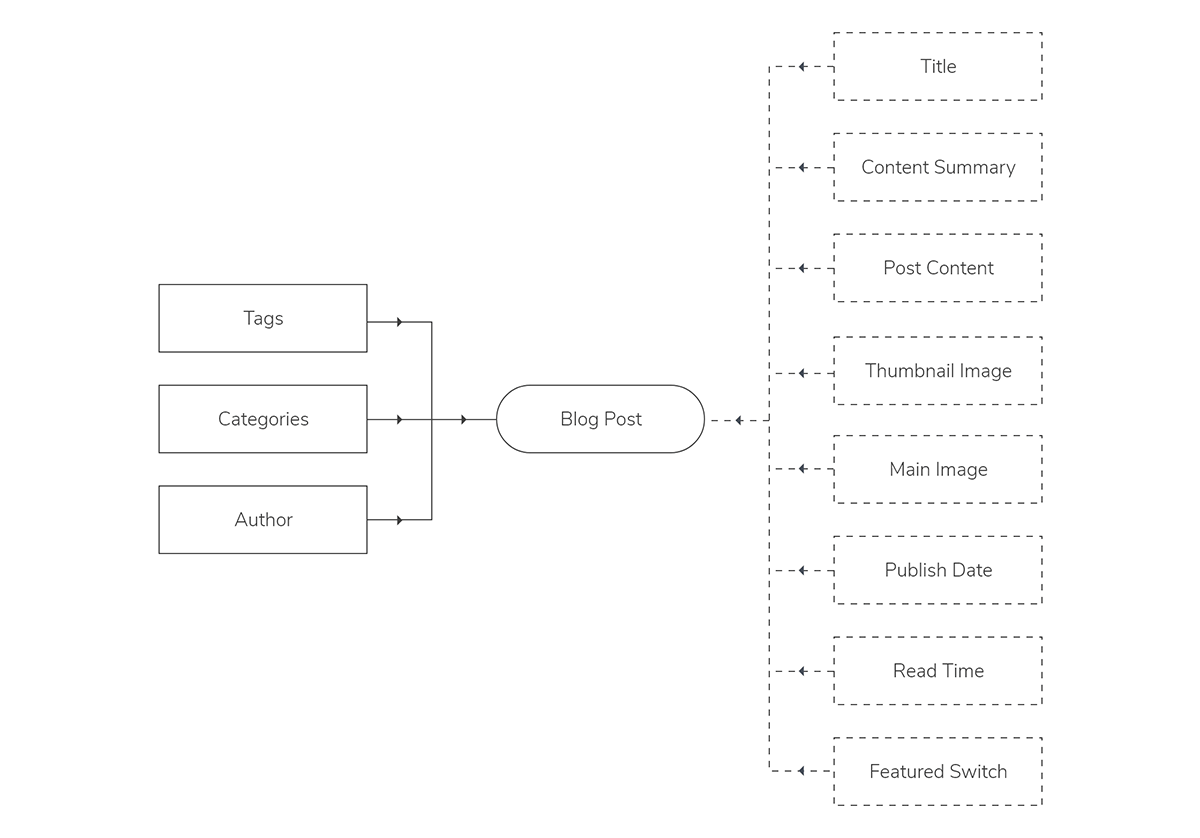 Tags
Categories
Author
Blog Post
Title
Content Summary
Post Content
Thumbnail Image
Main Image
Publish Date
Read Time
Featured Switch